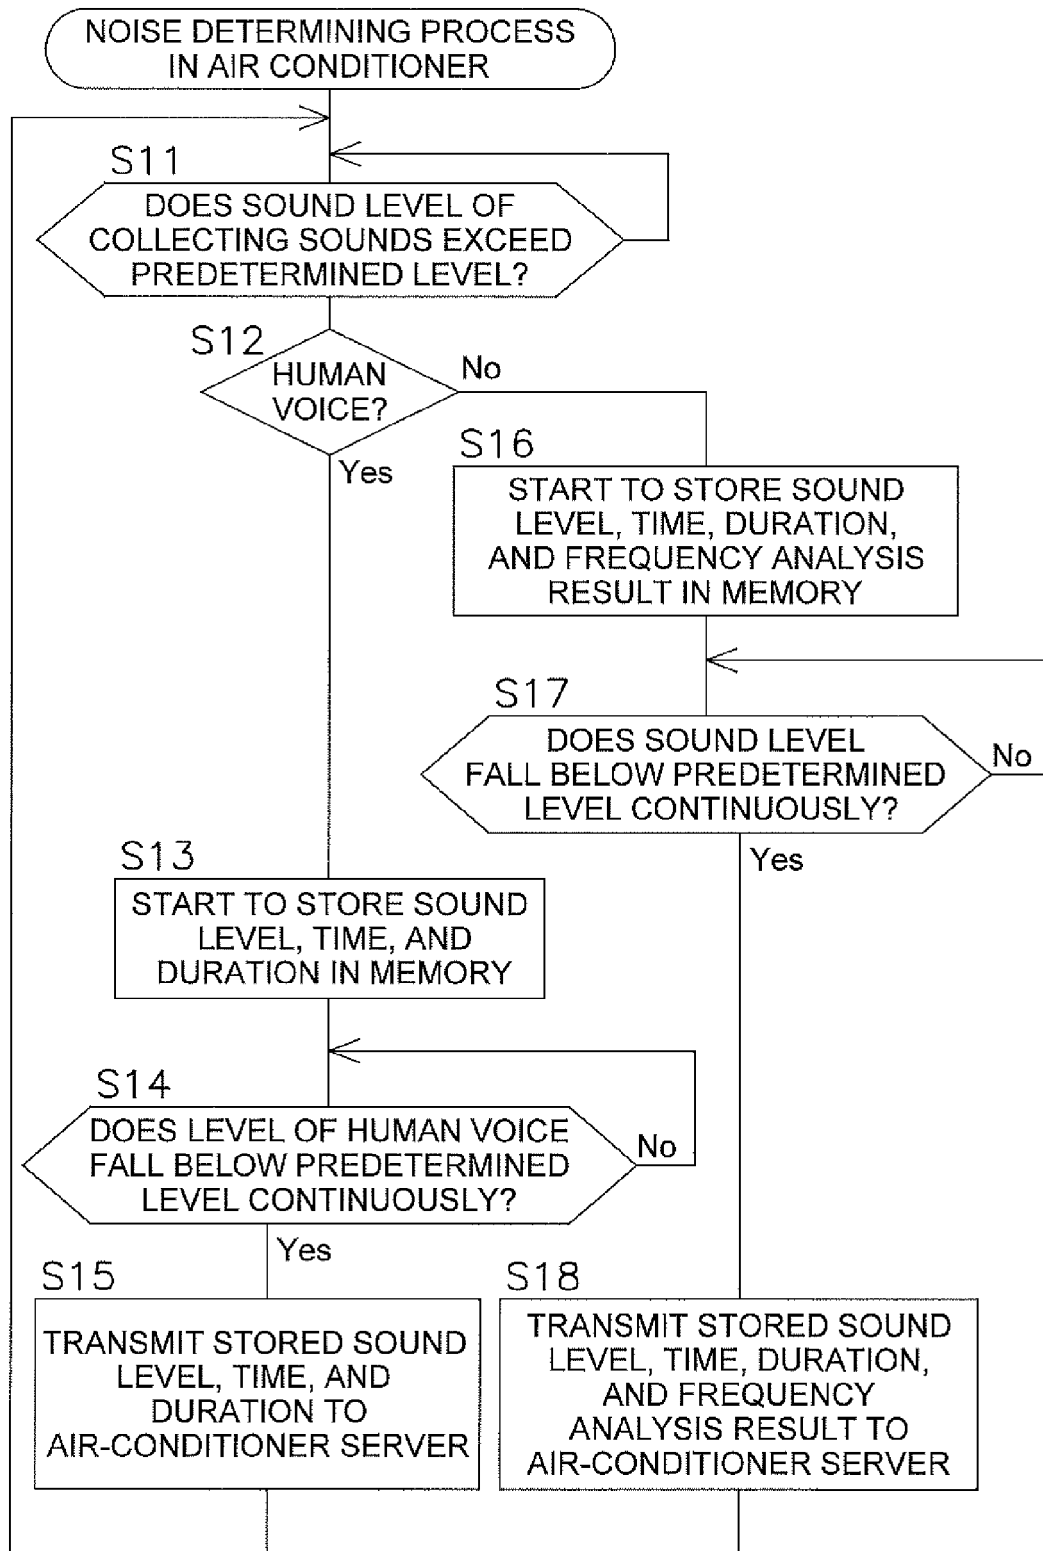 NOISE DETERMINING PROCESS
IN AIR CONDITIONER
S11
DOES SOUND LEVEL OF
COLLECTING SOUNDS EXCEED
PREDETERMINED LEVEL?
S12
HUMAN
VOICE?
No
Yes
S16
START TO STORE SOUND
LEVEL, TIME, DURATION,
AND FREQUENCY ANALYSIS
RESULT IN MEMORY
S17
DOES SOUND LEVEL
FALL BELOW PREDETERMINED
LEVEL CONTINUOUSLY?
No
Yes
S13
START TO STORE SOUND
LEVEL, TIME, AND
DURATION IN MEMORY
S14
DOES LEVEL OF HUMAN VOICE
FALL BELOW PREDETERMINED
LEVEL CONTINUOUSLY?
No
Yes
S15
TRANSMIT STORED SOUND
LEVEL, TIME, AND
DURATION TO
AIR-CONDITIONER SERVER
S18
TRANSMIT STORED SOUND
LEVEL, TIME, DURATION,
AND FREQUENCY
ANALYSIS RESULT TO
AIR-CONDITIONER SERVER